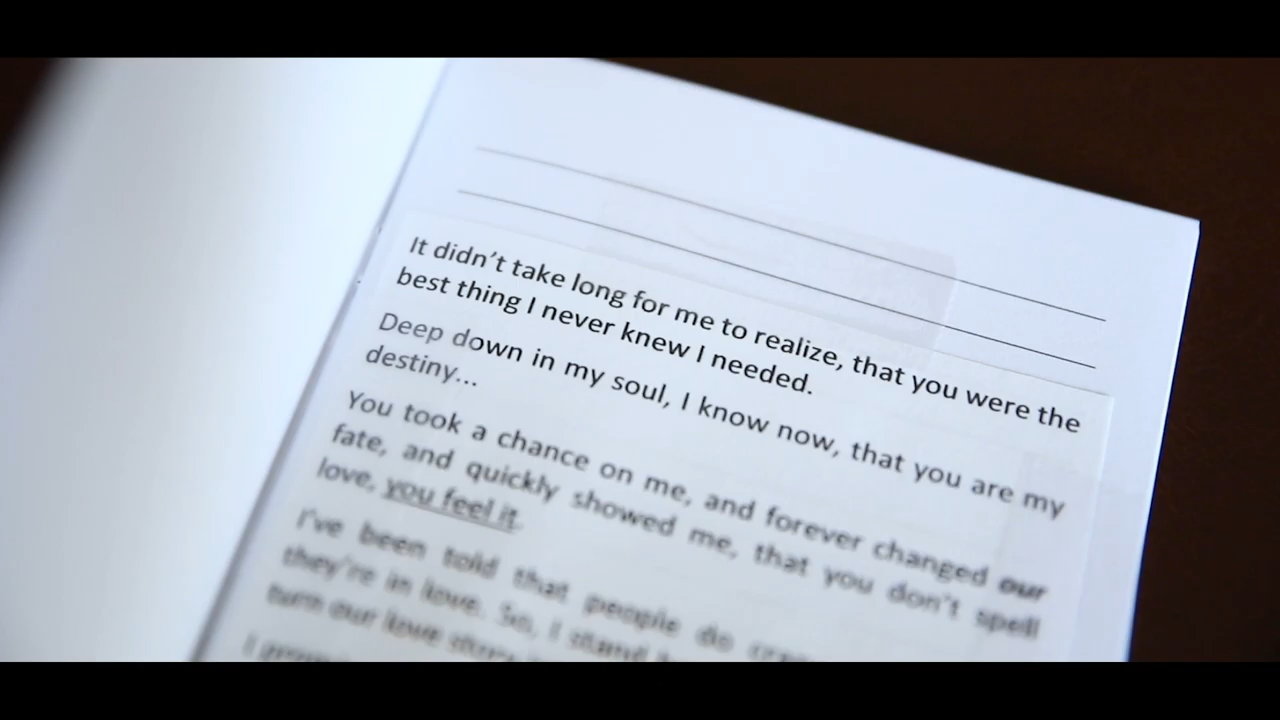 It didn't take long for me to realize, that you were the
best thing I never knew I needed.
Deep down in my soul, I know now, that you are my
destiny...
You took a chance on me, and forever changed our
fate, and quickly showed me, that you don't spell
love, you feel it.
I've been told that people do
they're in love. So, I stand
turn our love story